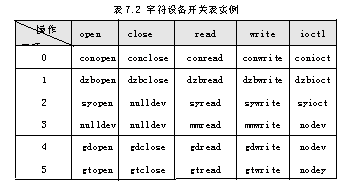 表7.2 字符设备开关表实例
操作
open close read write ioctl
0 conopen conclose conread conwrite conioct
1 dzbopen dzbclose dzbread dzbwrite dzbioct
2 syopen nulldev syread sywrite syioct
3 nulldev nulldev mmread mmwrite nodev
4 gdopen gdclose gdread gdwrite nodev
5 gtopen gtclose gtread gtwrite nodev